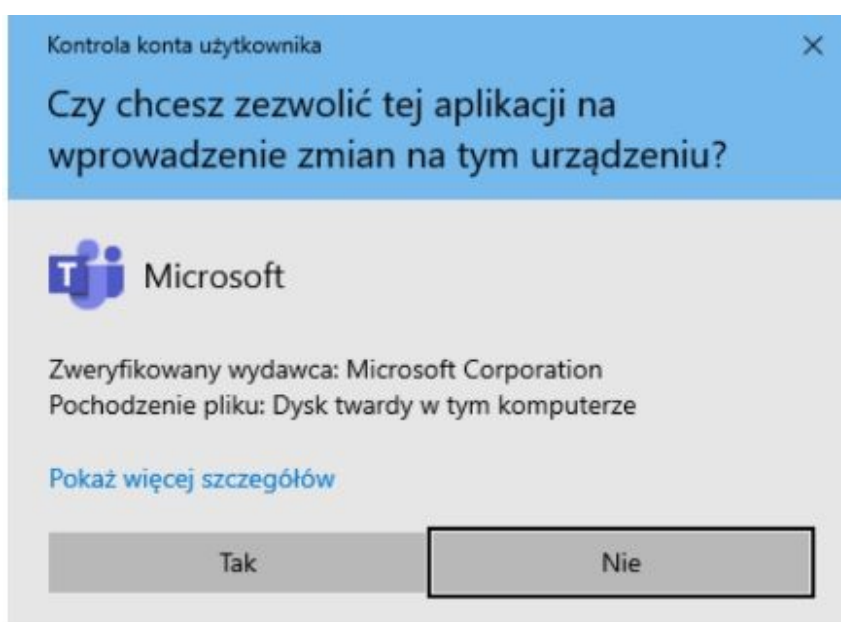 Kontrola konta użytkownika
Czy chcesz zezwolić tej aplikacji na
wprowadzenie zmian na tym urządzeniu?
T
Microsoft
Zweryfikowany wydawca: Microsoft Corporation
Pochodzenie pliku: Dysk twardy w tym komputerze
Pokaż więcej szczegółów
Tak
Nie